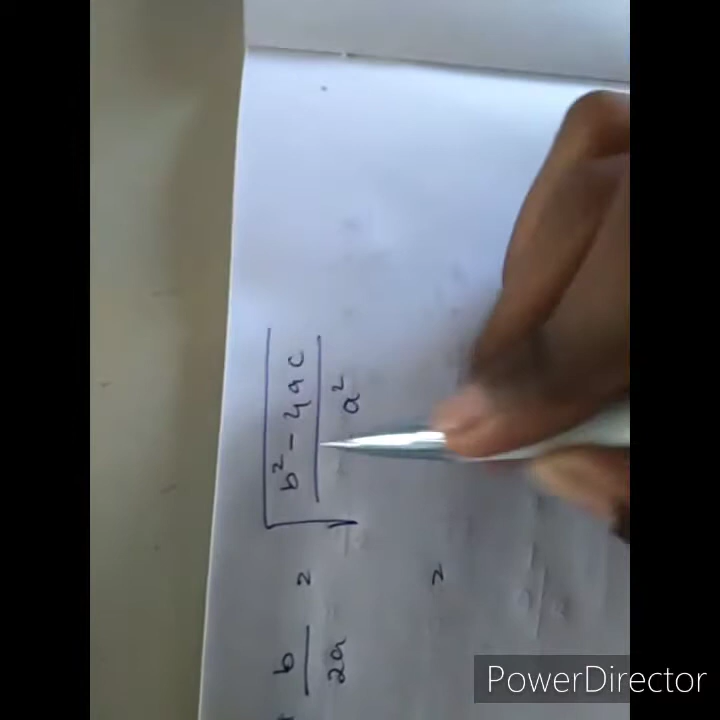 b/2a = √(b² - 4ac / a²)
=
PowerDirector